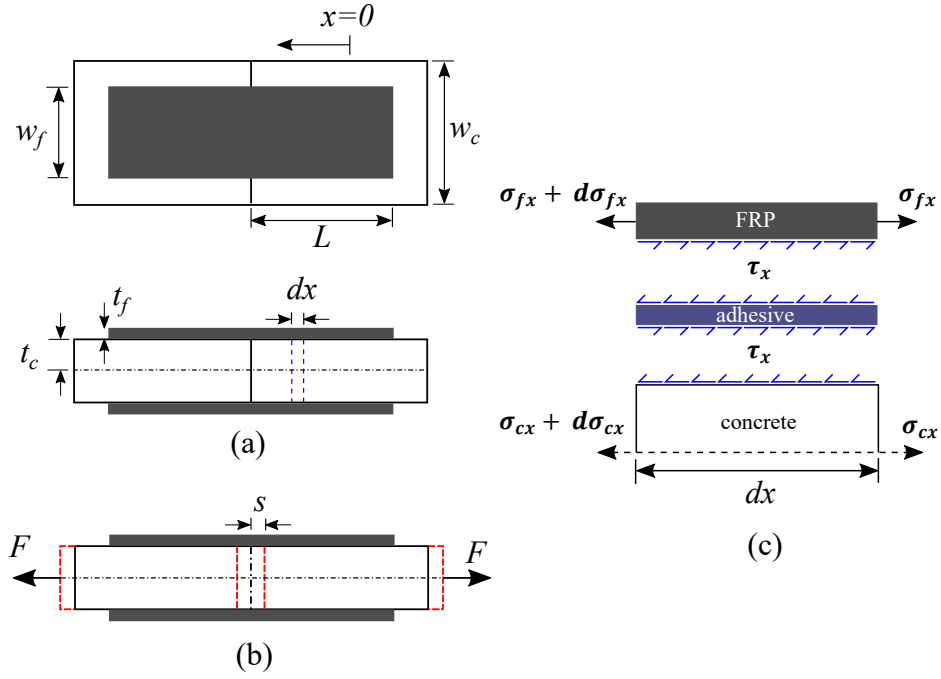 x=0
w_f
w_c
L
t_f
dx
t_c
(a)
s
F
F
(b)
σ_fx + dσ_fx
σ_fx
FRP
τ_x
adhesive
τ_x
σ_cx + dσ_cx
concrete
σ_cx
dx
(c)